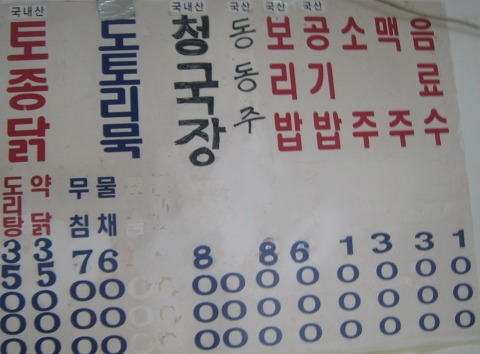 국내산
토종닭
도리탕
35000
약닭
35000
도토리묵
무침
7000
물채
6000
국내산
청국장
8000
국산
동동주
8000
국산
보리밥
6000
국산
공기밥
1000
소주
3000
맥주
3000
음료수
1000